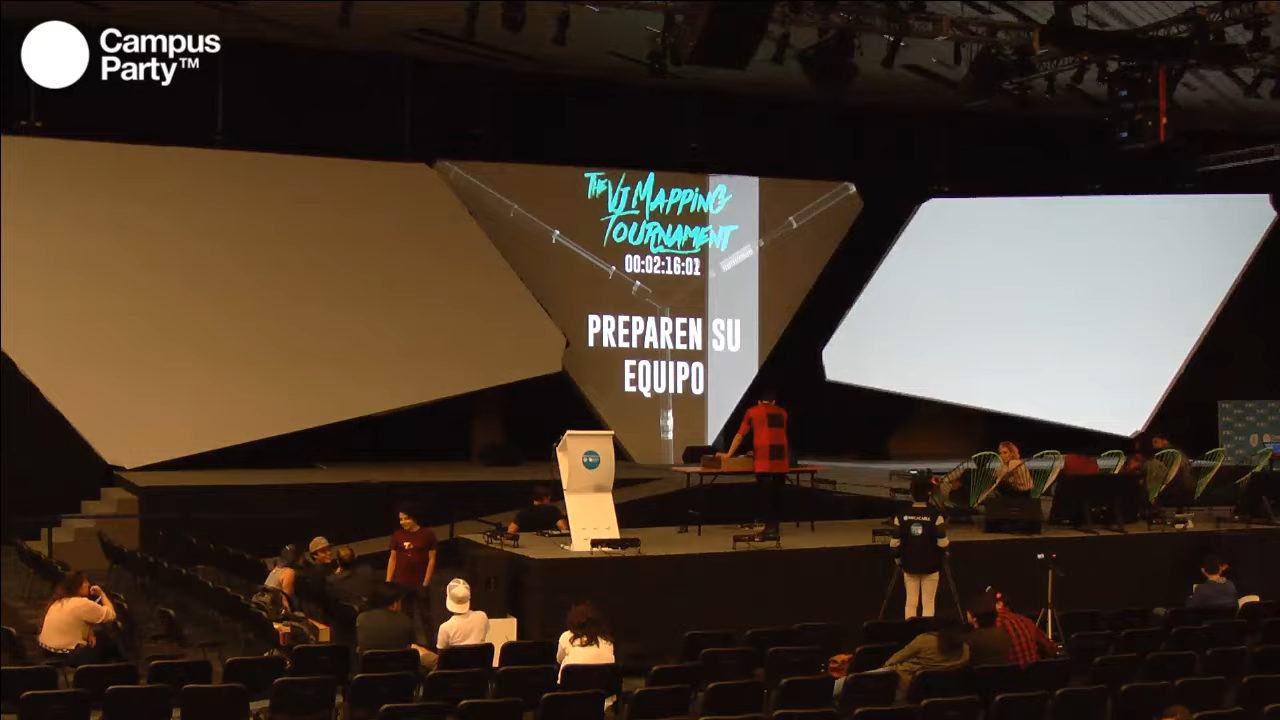 Campus
Party™
THE VJ MAPPING
TOURNAMENT
00:02:16:02
PREPAREN SU
EQUIPO